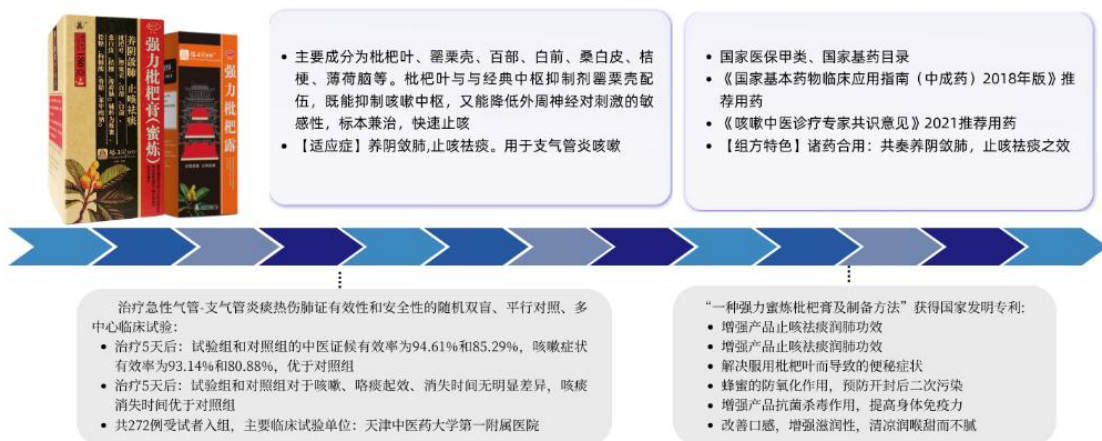 养阴敛肺 止咳祛痰
强力枇杷膏(蜜炼)
强力枇杷露
• 主要成分为枇杷叶、罂粟壳、百部、白前、桑白皮、桔
梗、薄荷脑等。枇杷叶与与经典中枢抑制剂罂粟壳配
伍，既能抑制咳嗽中枢，又能降低外周神经对刺激的敏
感性，标本兼治，快速止咳
• 【适应症】养阴敛肺,止咳祛痰。用于支气管炎咳嗽
• 国家医保甲类、国家基药目录
• 《国家基本药物临床应用指南（中成药）2018年版》推
荐用药
• 《咳嗽中医诊疗专家共识意见》2021推荐用药
• 【组方特色】诸药合用：共奏养阴敛肺，止咳祛痰之效
治疗急性气管-支气管炎痰热伤肺证有效性和安全性的随机双盲、平行对照、多
中心临床试验:
• 治疗5天后：试验组和对照组的中医证候有效率为94.61%和85.29%，咳嗽症状
有效率为93.14%和80.88%，优于对照组
• 治疗5天后：试验组和对照组对于咳嗽、咯痰起效、消失时间无明显差异，咳痰
消失时间优于对照组
• 共272例受试者入组，主要临床试验单位：天津中医药大学第一附属医院
“一种强力蜜炼枇杷膏及制备方法”获得国家发明专利:
• 增强产品止咳祛痰润肺功效
• 增强产品止咳祛痰润肺功效
• 解决服用枇杷叶而导致的便秘症状
• 蜂蜜的防氧化作用，预防开封后二次污染
• 增强产品抗菌杀毒作用，提高身体免疫力
• 改善口感，增强滋润性，清凉润喉甜而不腻